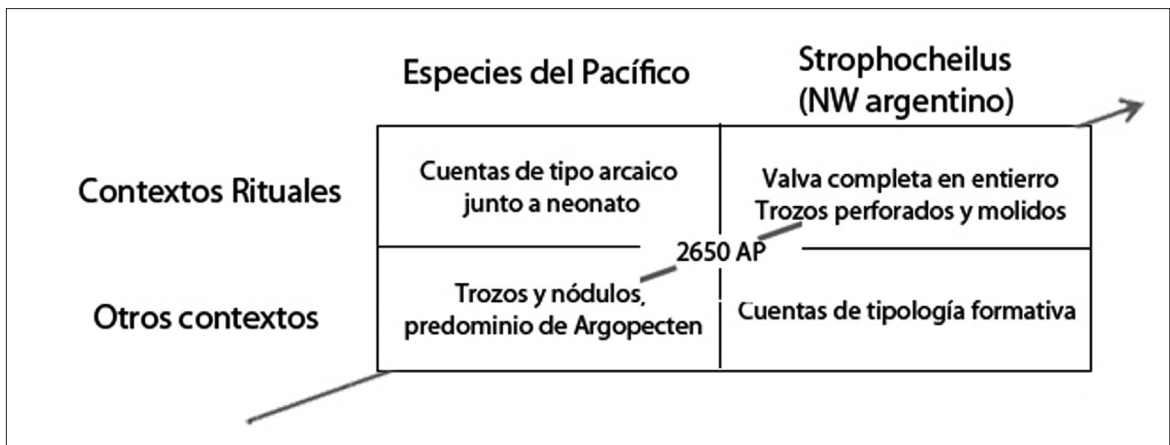 Especies del Pacífico
Strophocheilus
(NW argentino)
Contextos Rituales
Cuentas de tipo arcaico
junto a neonato
Valva completa en entierro
Trozos perforados y molidos
2650 AP
Otros contextos
Trozos y nódulos,
predominio de Argopecten
Cuentas de tipología formativa